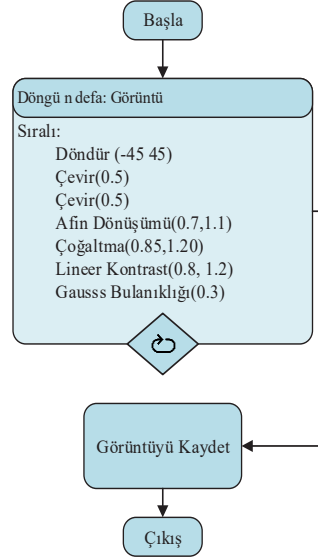 Başla
Döngü n defa: Görüntü
Sıralı:
Döndür (-45 45)
Çevir(0.5)
Çevir(0.5)
Afin Dönüşümü(0.7,1.1)
Çoğaltma(0.85,1.20)
Lineer Kontrast(0.8, 1.2)
Gausss Bulanıklığı(0.3)
Görüntüyü Kaydet
Çıkış